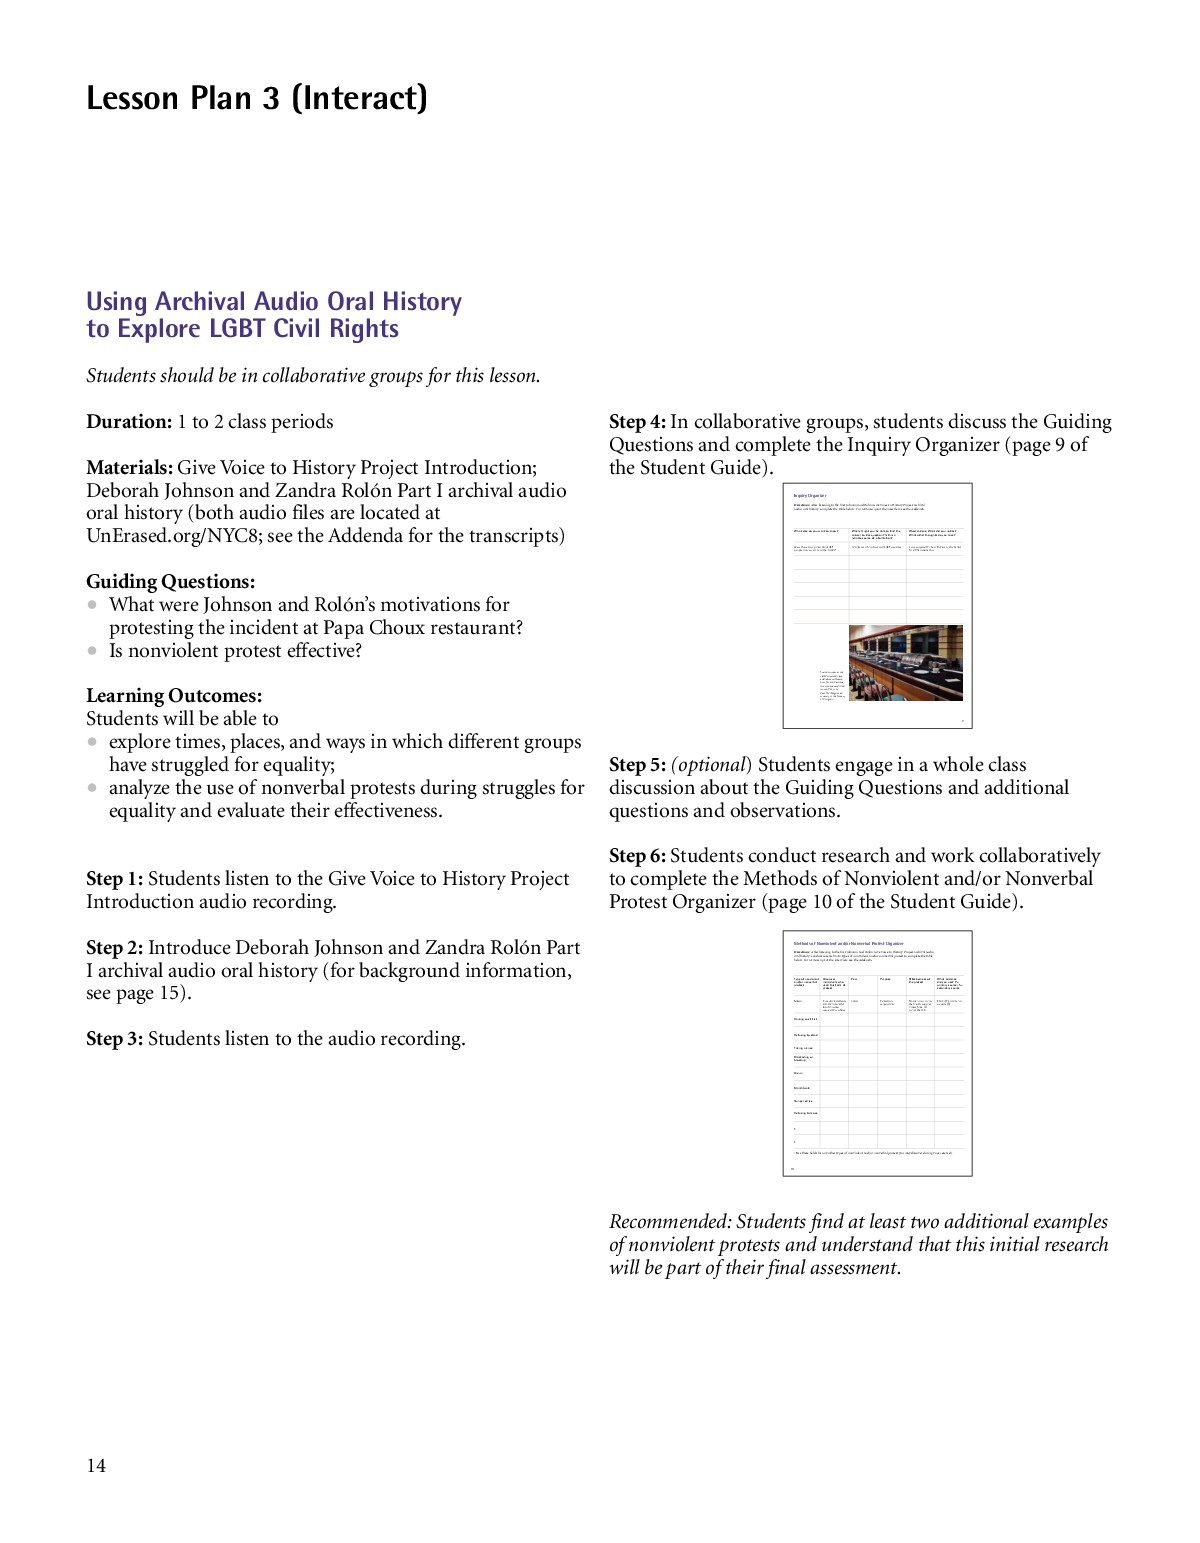 Lesson Plan 3 (Interact)
Using Archival Audio Oral History
to Explore LGBT Civil Rights
Students should be in collaborative groups for this lesson.
Duration: 1 to 2 class periods
Materials: Give Voice to History Project Introduction;
Deborah Johnson and Zandra Rolón Part I archival audio
oral history (both audio files are located at
UnErased.org/NYC8; see the Addenda for the transcripts)
Guiding Questions:
• What were Johnson and Rolón’s motivations for
protesting the incident at Papa Choux restaurant?
• Is nonviolent protest effective?
Learning Outcomes:
Students will be able to
• explore times, places, and ways in which different groups
have struggled for equality;
• analyze the use of nonverbal protests during struggles for
equality and evaluate their effectiveness.
Step 1: Students listen to the Give Voice to History Project
Introduction audio recording.
Step 2: Introduce Deborah Johnson and Zandra Rolón Part
I archival audio oral history (for background information,
see page 15).
Step 3: Students listen to the audio recording.
Step 4: In collaborative groups, students discuss the Guiding
Questions and complete the Inquiry Organizer (page 9 of
the Student Guide).
Inquiry Organizer
Step 5: (optional) Students engage in a whole class
discussion about the Guiding Questions and additional
questions and observations.
Step 6: Students conduct research and work collaboratively
to complete the Methods of Nonviolent and/or Nonverbal
Protest Organizer (page 10 of the Student Guide).
Methods of Nonviolent and/or Nonverbal Protest Organizer
Recommended: Students find at least two additional examples
of nonviolent protests and understand that this initial research
will be part of their final assessment.
14